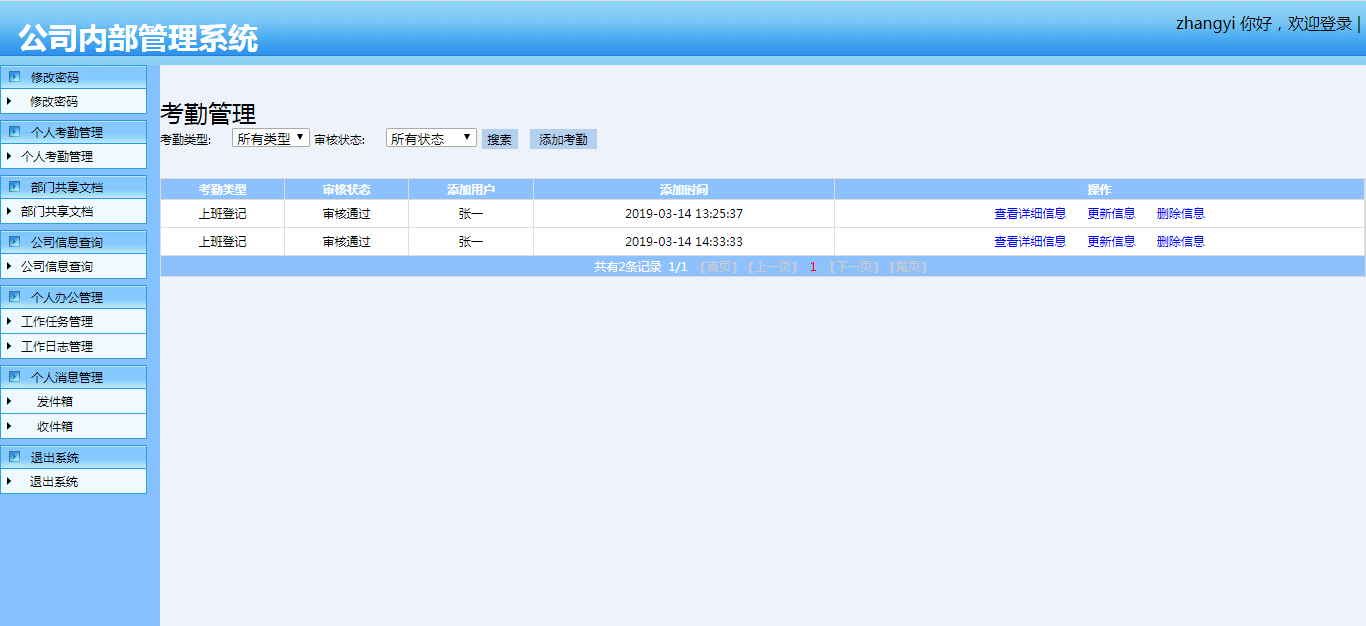 公司内部管理系统
zhangyi 你好，欢迎登录 |
修改密码
修改密码
个人考勤管理
个人考勤管理
部门共享文档
部门共享文档
公司信息查询
公司信息查询
个人办公管理
工作任务管理
工作日志管理
个人消息管理
发件箱
收件箱
退出系统
退出系统
考勤管理
考勤类型: 所有类型 审核状态: 所有状态 搜索 添加考勤
考勤类型 审核状态 添加用户 添加时间 操作
上班登记 审核通过 张一 2019-03-14 13:25:37 查看详细信息 更新信息 删除信息
上班登记 审核通过 张一 2019-03-14 14:33:33 查看详细信息 更新信息 删除信息
共有2条记录 1/1 【首页】【上一页】 1 【下一页】【尾页】